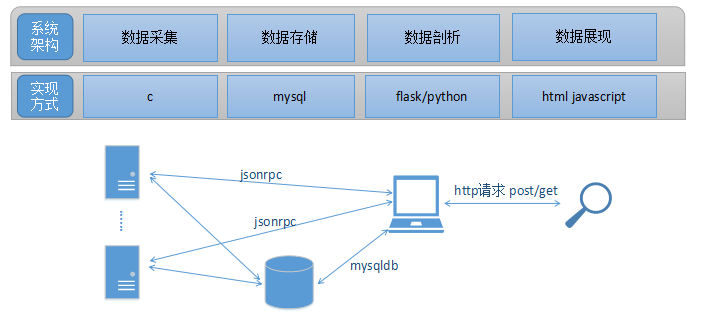 系统
架构
数据采集
数据存储
数据剖析
数据展现
实现
方式
c
mysql
flask/python
html javascript
jsonrpc
http请求 post/get
jsonrpc
mysqldb